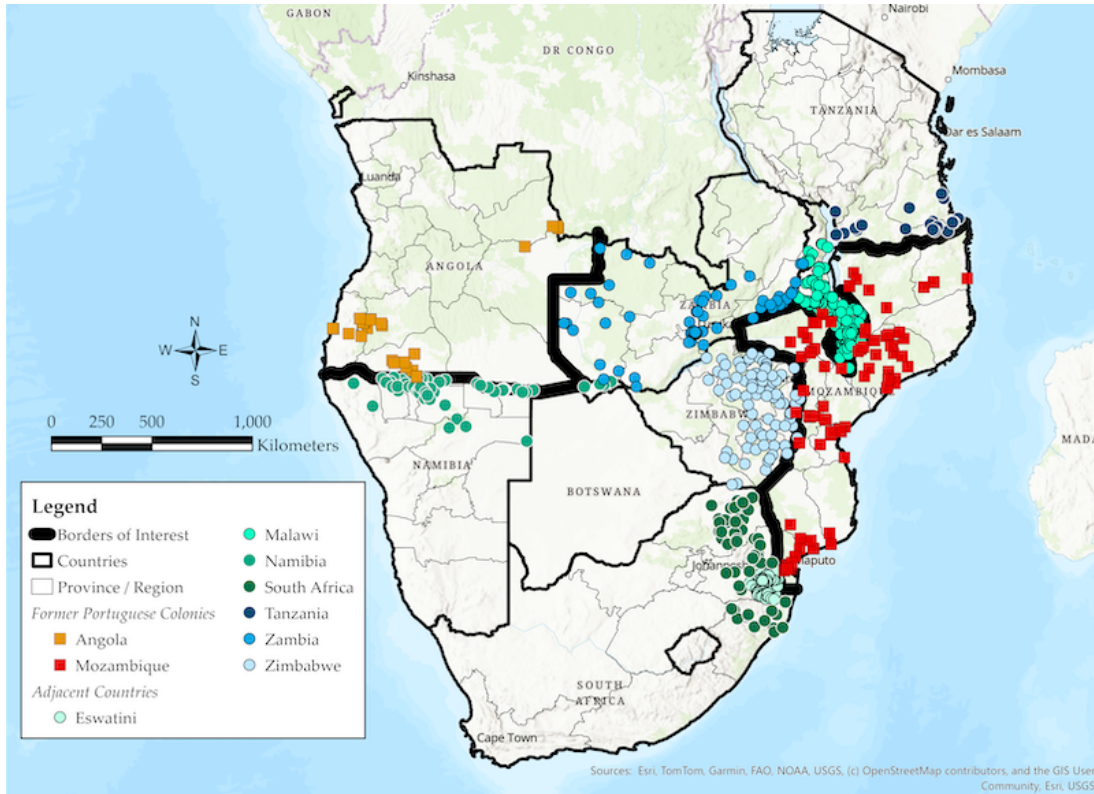 GABON
Nairobi
DR CONGO
Kinshasa
Mombasa
TANZANIA
Dar es Salaam
Luanda
ANGOLA
ZAMBIA
N
W E
S
MOZAMBIQUE
ZIMBABW
0 250 500 1,000
Kilometers
MADA
NAMIBIA
BOTSWANA
Legend
Borders of Interest
Countries
Province / Region
Former Portuguese Colonies
Angola
Mozambique
Adjacent Countries
Eswatini
Malawi
Namibia
South Africa
Tanzania
Zambia
Zimbabwe
Johannesb
Maputo
SOUTH
AFRICA
Cape Town
Sources: Esri, TomTom, Garmin, FAO, NOAA, USGS, (c) OpenStreetMap contributors, and the GIS User
Community, Esri, USGS